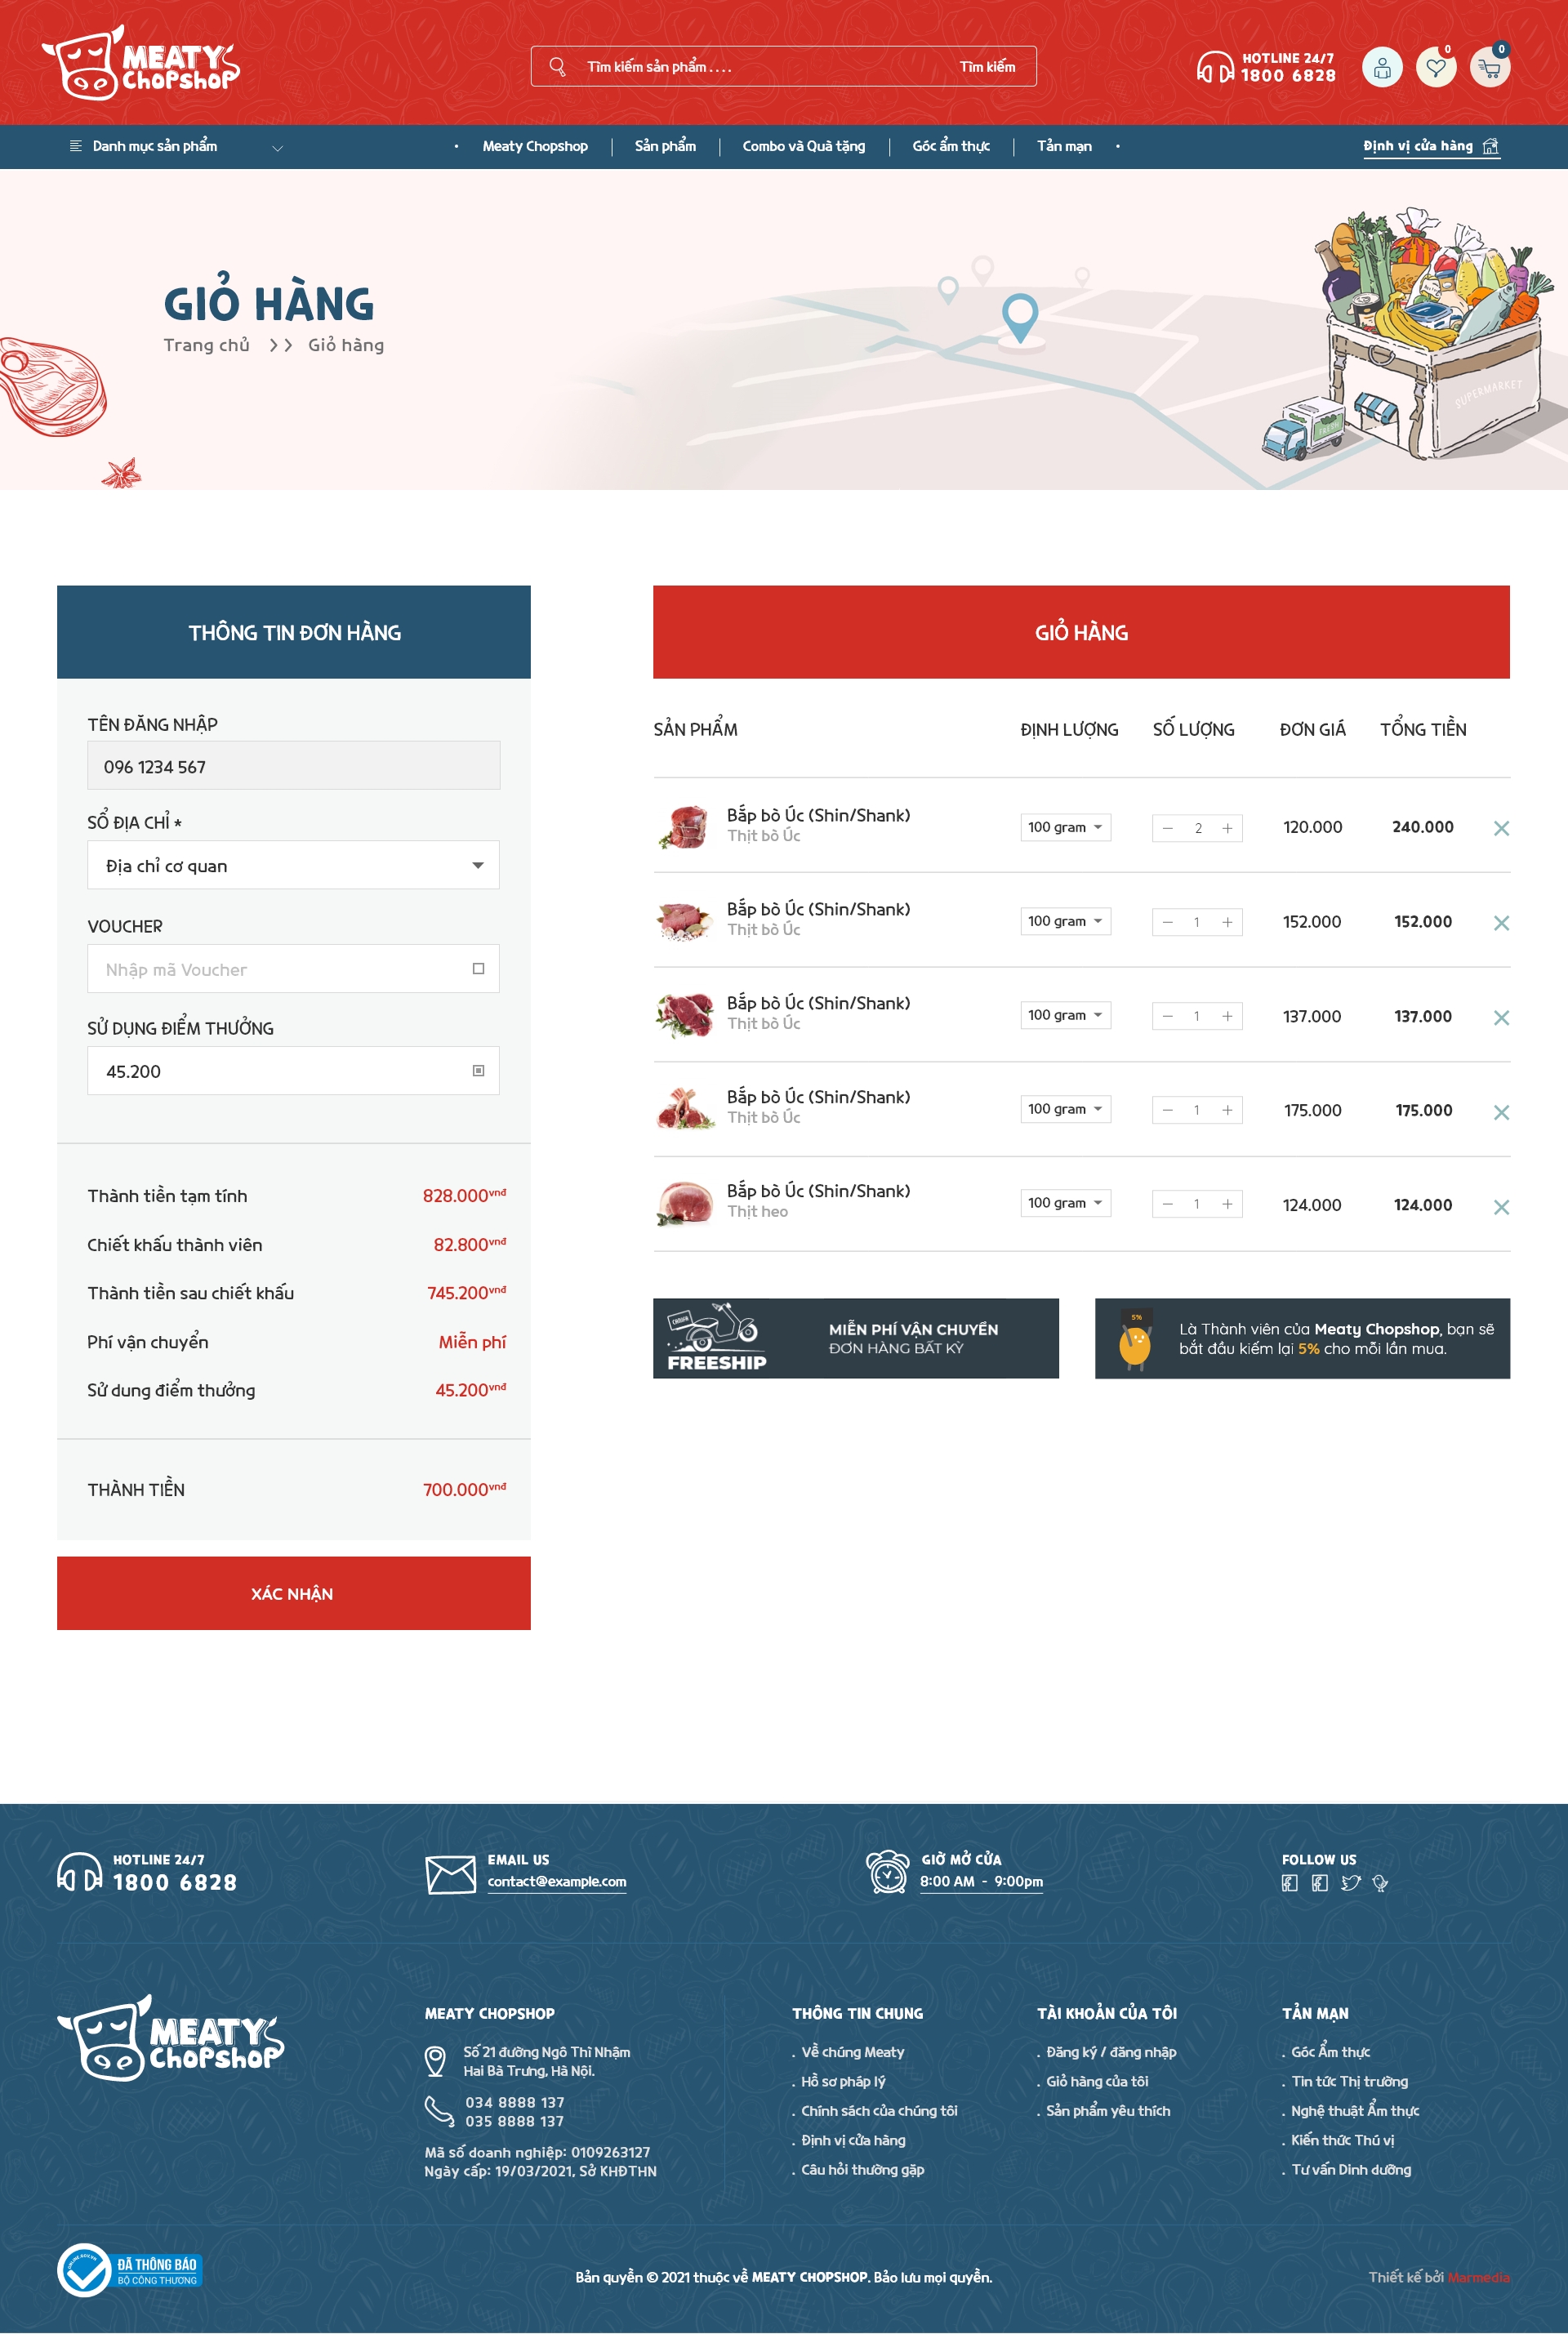 MEATY
ChopShop
Tìm kiếm sản phẩm . . . .
Tìm kiếm
HOTLINE 24/7
1800 6828
0
0
Danh mục sản phẩm
Meaty Chopshop
Sản phẩm
Combo và Quà tặng
Góc ẩm thực
Tản mạn
Định vị cửa hàng
GIỎ HÀNG
Trang chủ
Giỏ hàng
SUPERMARKET
FRESH
THÔNG TIN ĐƠN HÀNG
TÊN ĐĂNG NHẬP
096 1234 567
SỔ ĐỊA CHỈ *
Địa chỉ cơ quan
VOUCHER
Nhập mã Voucher
SỬ DỤNG ĐIỂM THƯỞNG
45.200
Thành tiền tạm tính 828.000vnđ
Chiết khấu thành viên 82.800vnđ
Thành tiền sau chiết khấu 745.200vnđ
Phí vận chuyển Miễn phí
Sử dung điểm thưởng 45.200vnđ
THÀNH TIỀN 700.000vnđ
XÁC NHẬN
GIỎ HÀNG
SẢN PHẨM ĐỊNH LƯỢNG SỐ LƯỢNG ĐƠN GIÁ TỔNG TIỀN
Bắp bò Úc (Shin/Shank)
Thịt bò Úc
100 gram
2
120.000
240.000
Bắp bò Úc (Shin/Shank)
Thịt bò Úc
100 gram
1
152.000
152.000
Bắp bò Úc (Shin/Shank)
Thịt bò Úc
100 gram
1
137.000
137.000
Bắp bò Úc (Shin/Shank)
Thịt bò Úc
100 gram
1
175.000
175.000
Bắp bò Úc (Shin/Shank)
Thịt heo
100 gram
1
124.000
124.000
FREESHIP
MIỄN PHÍ VẬN CHUYỂN
ĐƠN HÀNG BẤT KỲ
5%
Là Thành viên của Meaty Chopshop, bạn sẽ
bắt đầu kiếm lại 5% cho mỗi lần mua.
HOTLINE 24/7
1800 6828
EMAIL US
contact@example.com
GIỜ MỞ CỬA
8:00 AM - 9:00pm
FOLLOW US
MEATY
ChopShop
MEATY CHOPSHOP
Số 21 đường Ngô Thì Nhậm
Hai Bà Trưng, Hà Nội.
034 8888 137
035 8888 137
Mã số doanh nghiệp: 0109263127
Ngày cấp: 19/03/2021, Sở KHĐTHN
THÔNG TIN CHUNG
. Về chúng Meaty
. Hồ sơ pháp lý
. Chính sách của chúng tôi
. Định vị cửa hàng
. Câu hỏi thường gặp
TÀI KHOẢN CỦA TÔI
. Đăng ký / đăng nhập
. Giỏ hàng của tôi
. Sản phẩm yêu thích
TẢN MẠN
. Góc Ẩm thực
. Tin tức Thị trường
. Nghệ thuật Ẩm thực
. Kiến thức Thú vị
. Tư vấn Dinh dưỡng
ĐÃ THÔNG BÁO
BỘ CÔNG THƯƠNG
Bản quyền © 2021 thuộc về MEATY CHOPSHOP. Bảo lưu mọi quyền.
Thiết kế bởi Marmedia